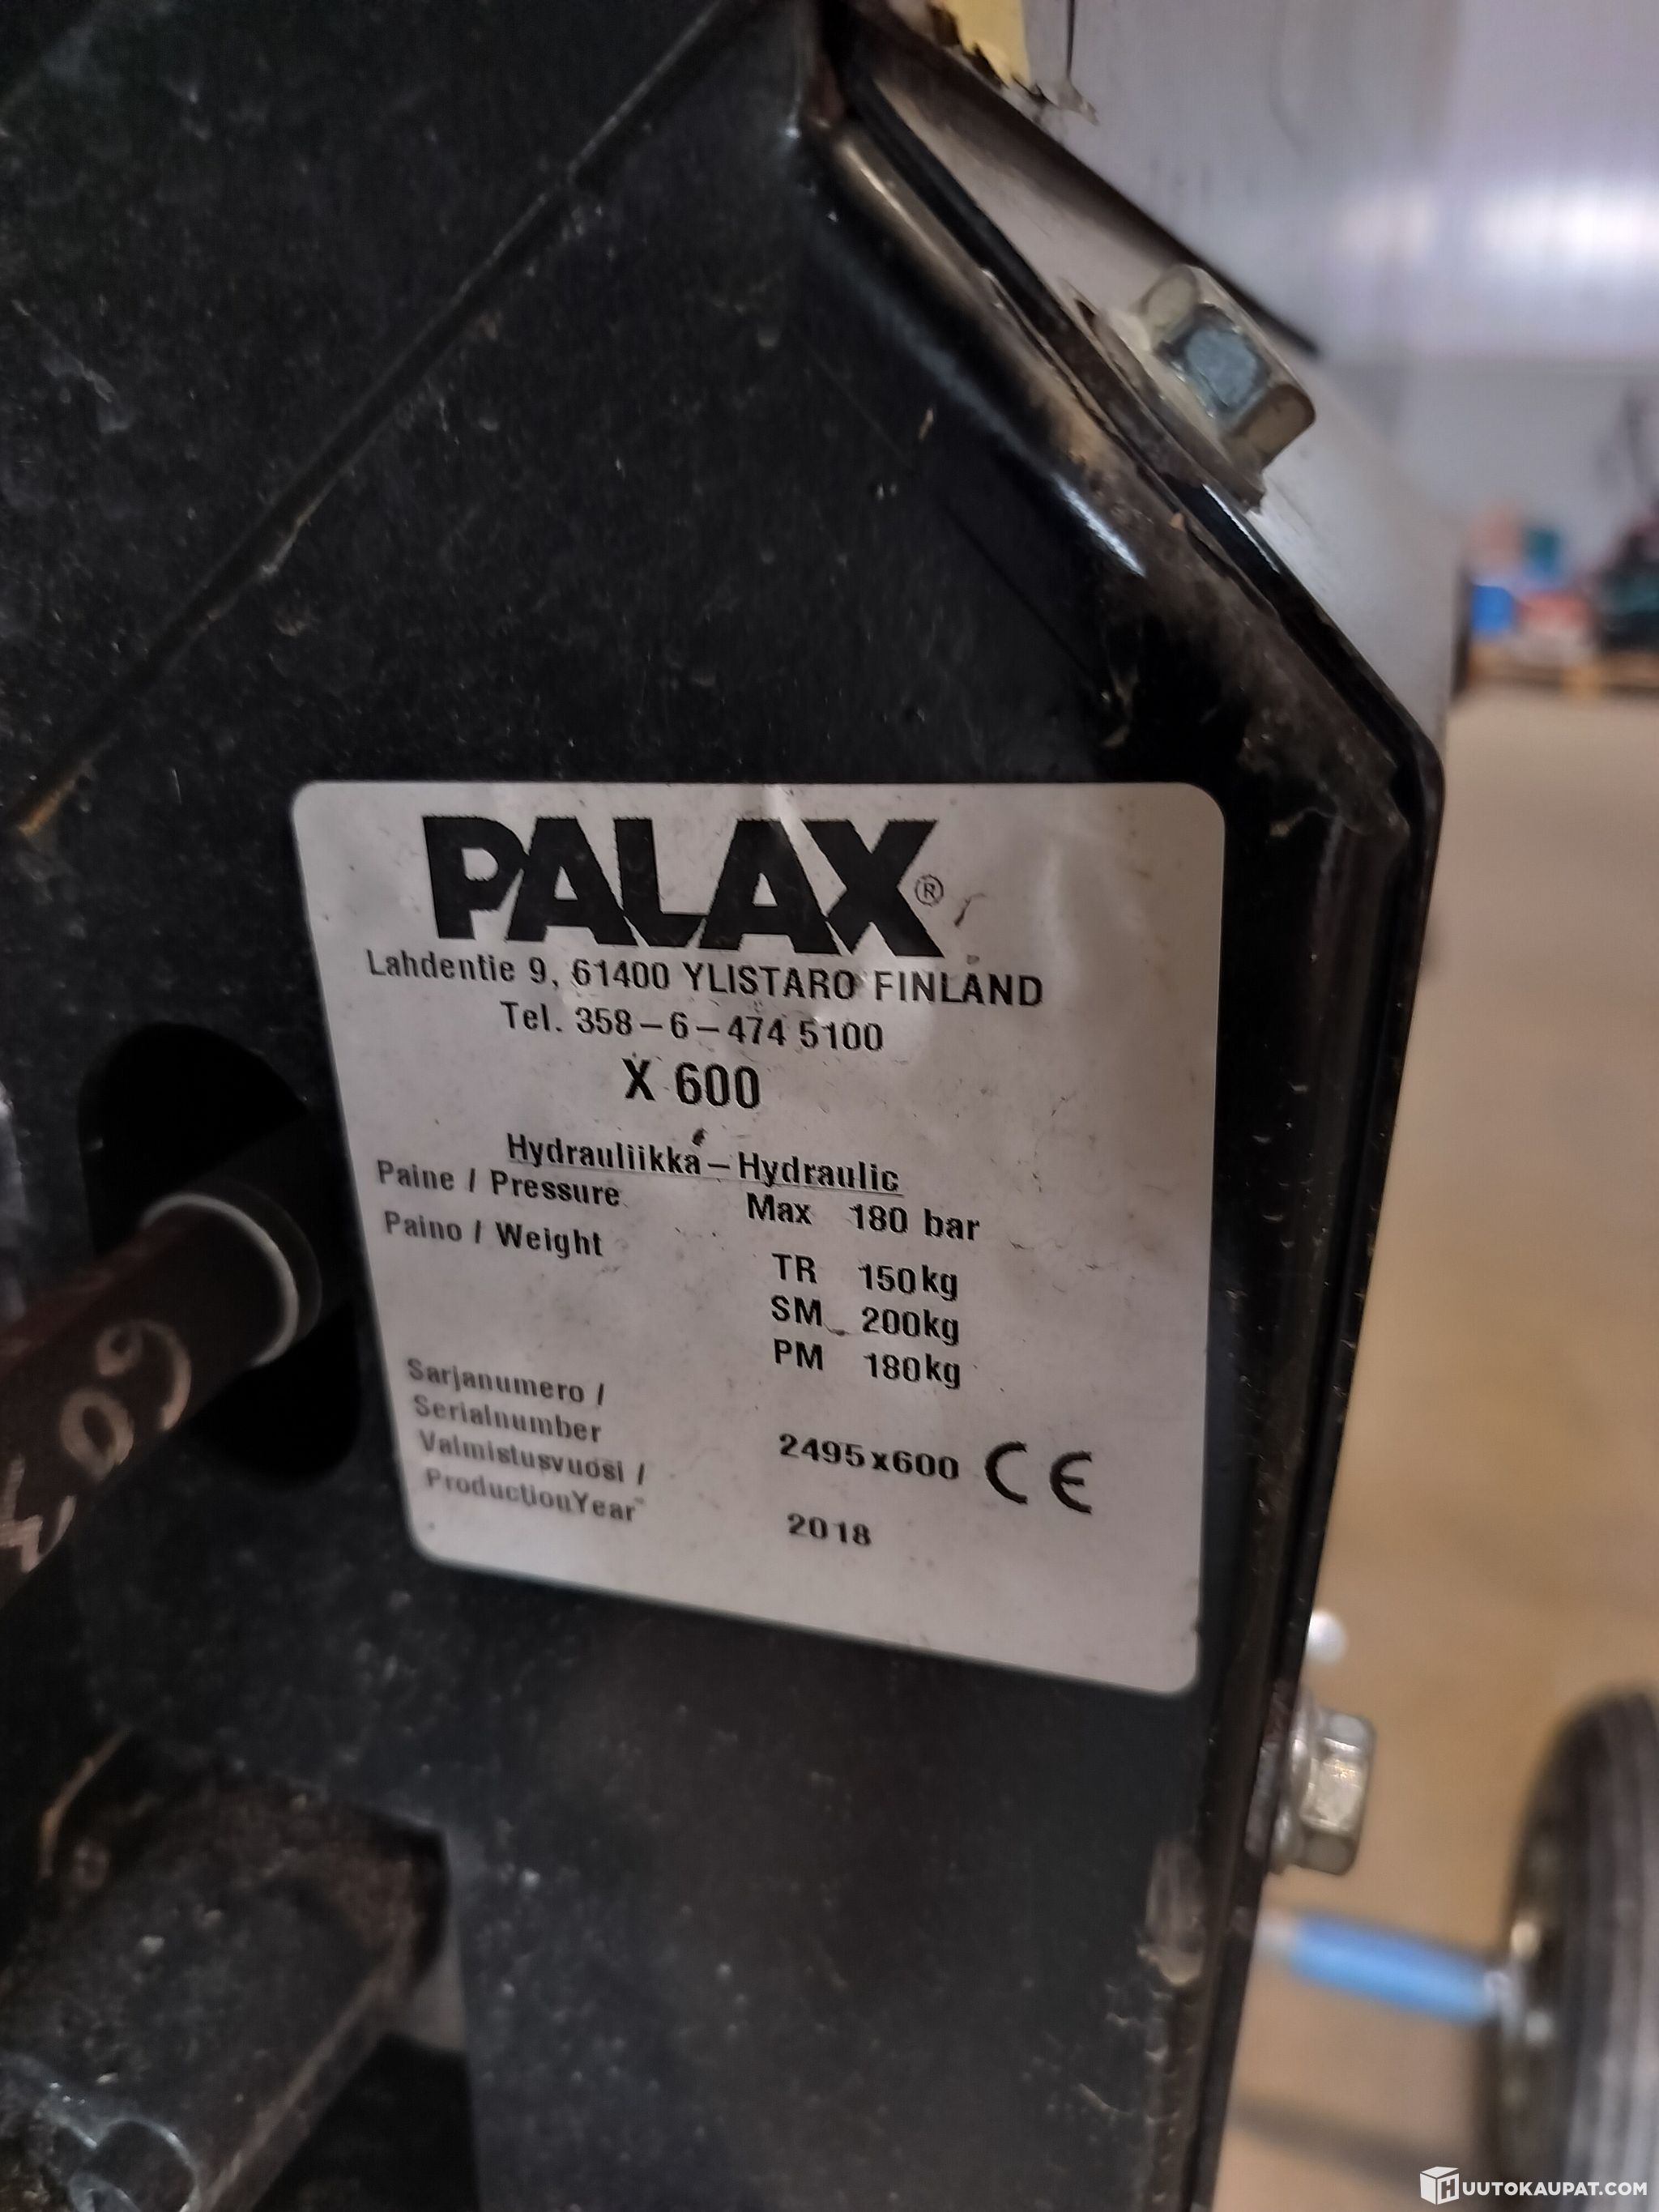 PALAX®
Lahdentie 9, 61400 YLISTARO FINLAND
Tel. 358-6-474 5100
X 600
Hydrauliikka - Hydraulic
Paine / Pressure Max 180 bar
Paino / Weight
TR 150kg
SM 200kg
PM 180kg
Sarjanumero /
Serialnumber 2495x600 CE
Valmistusvuosi /
ProductionYear 2018
HUUTOKAUPAT.COM